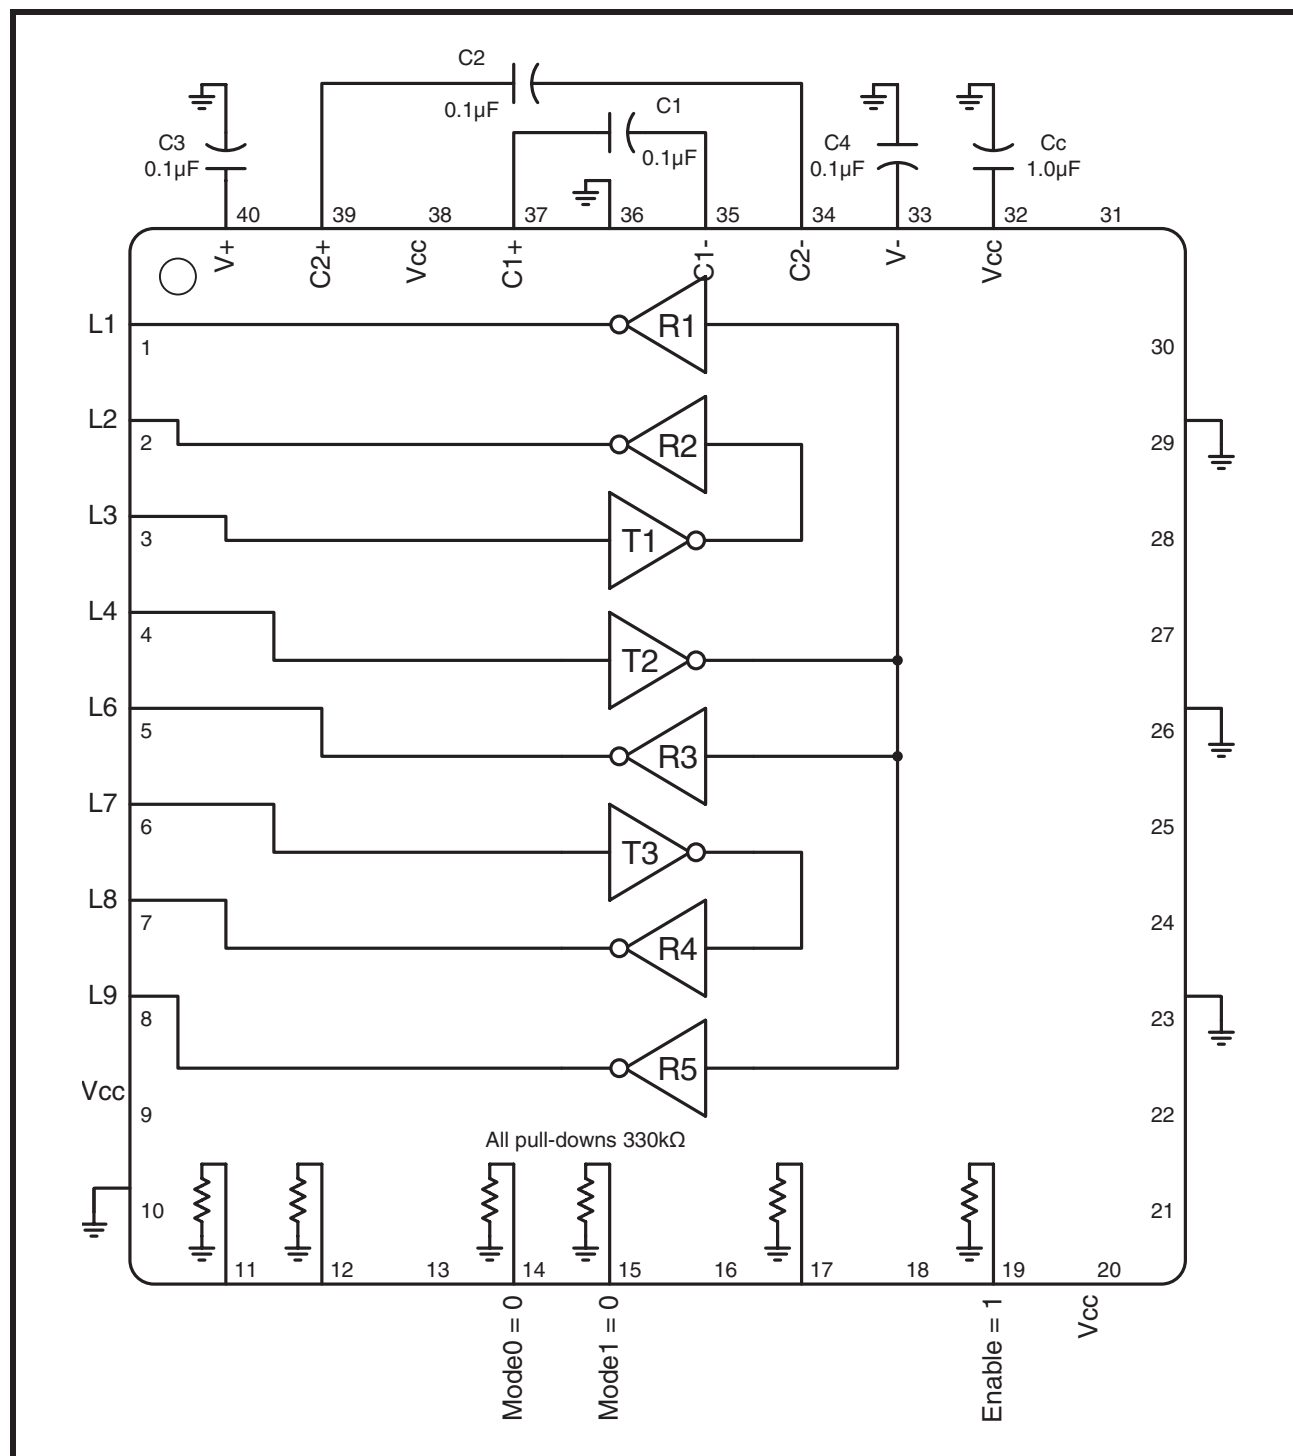 C2
0.1µF
C1
0.1µF
C3
0.1µF
C4
0.1µF
Cc
1.0µF
40
39
38
37
36
35
34
33
32
31
V+
C2+
Vcc
C1+
C1-
C2-
V-
Vcc
L1
1
R1
30
L2
2
R2
29
L3
3
T1
28
L4
4
T2
27
L6
5
R3
26
L7
6
T3
25
L8
7
R4
24
L9
8
R5
23
Vcc
9
22
All pull-downs 330kΩ
10
21
11
12
13
14
15
16
17
18
19
20
Mode0 = 0
Mode1 = 0
Enable = 1
Vcc